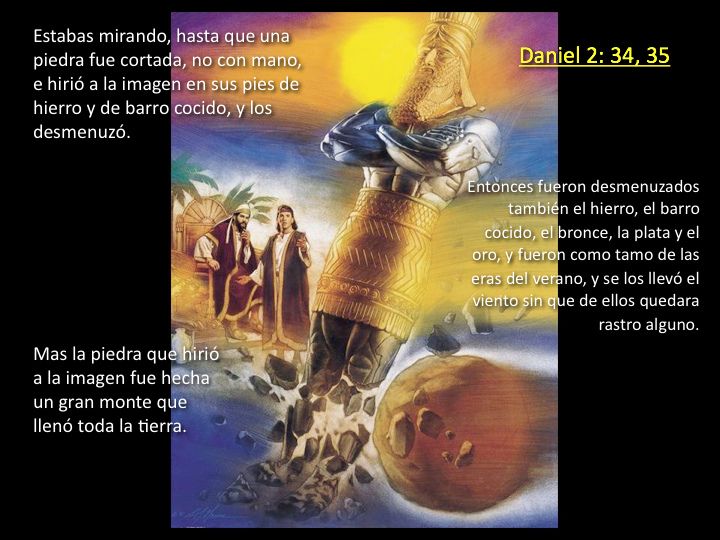 Estabas mirando, hasta que una
piedra fue cortada, no con mano,
e hirió a la imagen en sus pies de
hierro y de barro cocido, y los
desmenuzó.
Daniel 2: 34, 35
Entonces fueron desmenuzados
también el hierro, el barro
cocido, el bronce, la plata y el
oro, y fueron como tamo de las
eras del verano, y se los llevó el
viento sin que de ellos quedara
rastro alguno.
Mas la piedra que hirió
a la imagen fue hecha
un gran monte que
llenó toda la tierra.